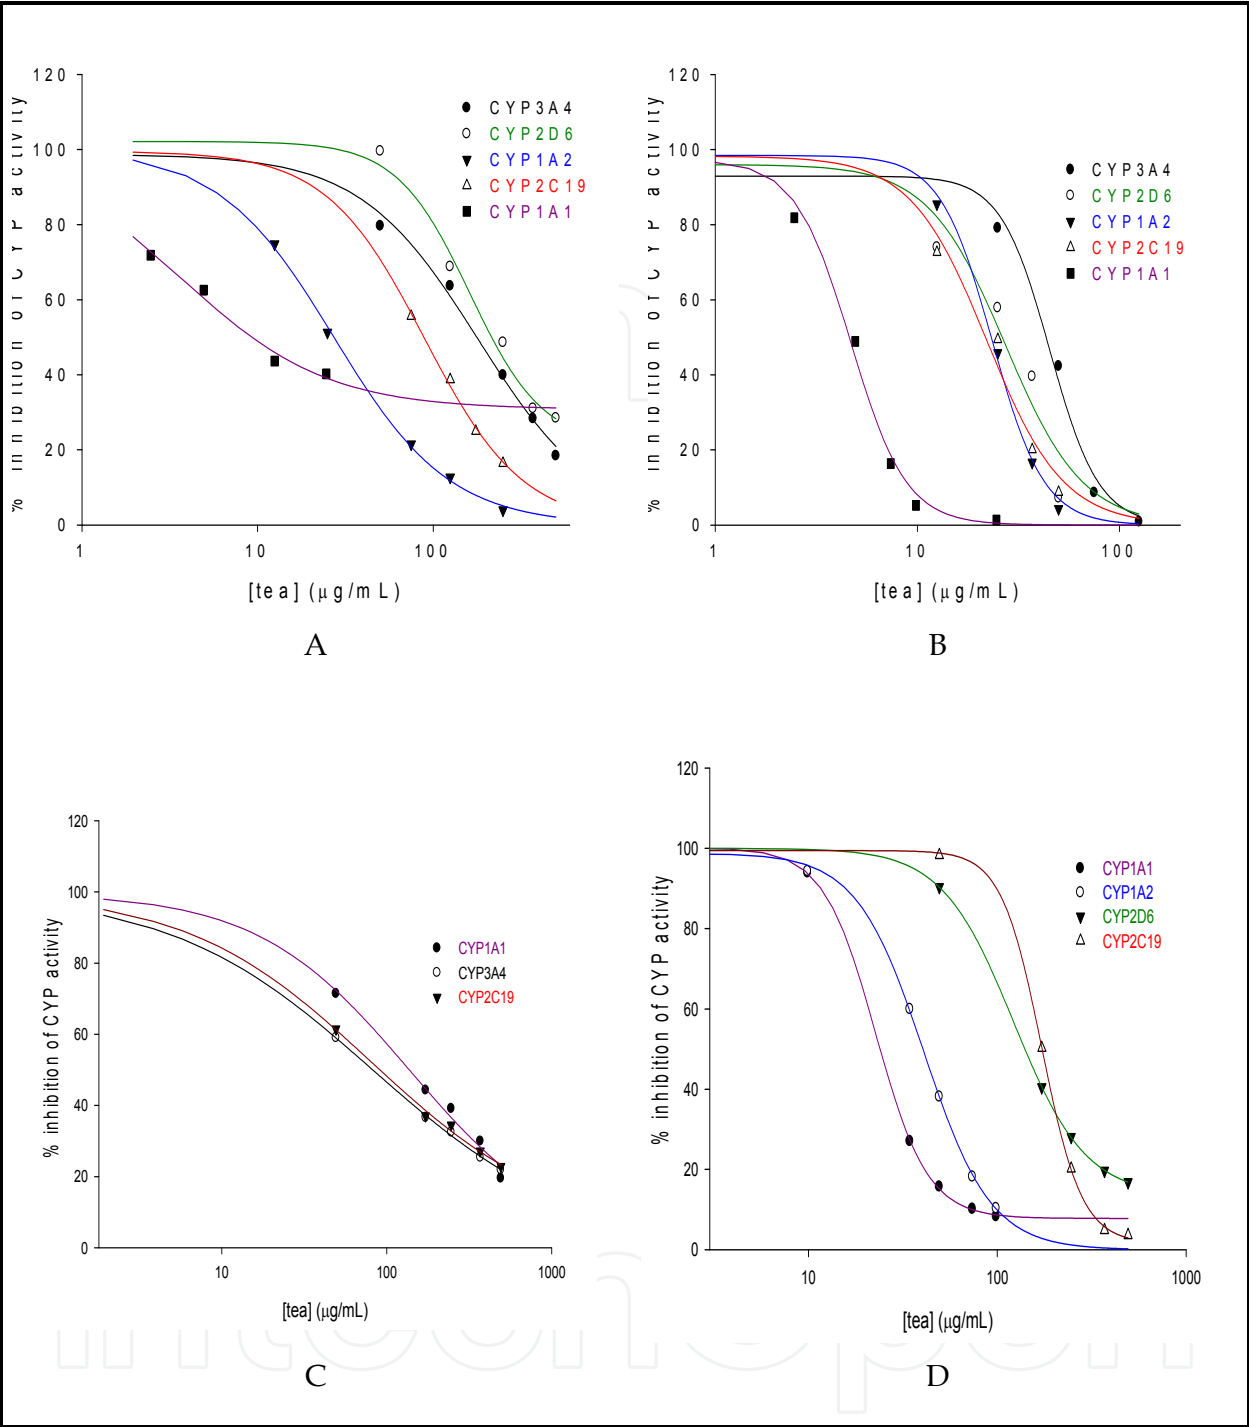 120
100
80
60
40
20
0
% inhibition of CYP activity
1
10
100
[tea] (μg/mL)
CYP3A4
CYP2D6
CYP1A2
CYP2C19
CYP1A1
A
120
100
80
60
40
20
0
% inhibition of CYP activity
1
10
100
[tea] (μg/mL)
CYP3A4
CYP2D6
CYP1A2
CYP2C19
CYP1A1
B
120
100
80
60
40
20
0
% inhibition of CYP activity
10
100
1000
[tea] (μg/mL)
CYP1A1
CYP3A4
CYP2C19
C
120
100
80
60
40
20
0
% inhibition of CYP activity
10
100
1000
[tea] (μg/mL)
CYP1A1
CYP1A2
CYP2D6
CYP2C19
D
intechopen